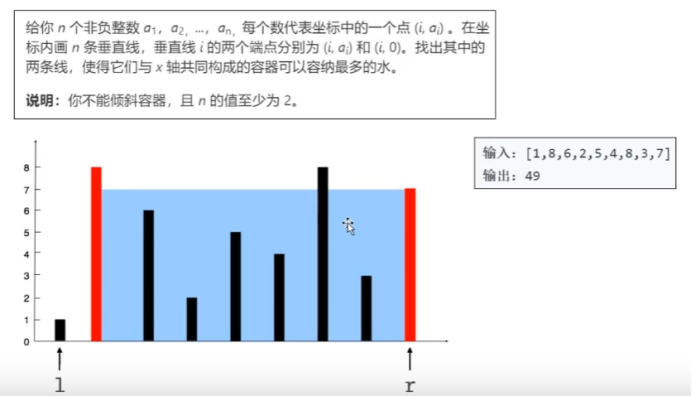 给你 n 个非负整数 a1，a2，...，an，每个数代表坐标中的一个点 (i, ai) 。在坐
标内画 n 条垂直线，垂直线 i 的两个端点分别为 (i, ai) 和 (i, 0)。找出其中的
两条线，使得它们与 x 轴共同构成的容器可以容纳最多的水。
说明：你不能倾斜容器，且 n 的值至少为 2。
输入：[1,8,6,2,5,4,8,3,7]
输出：49
8
7
6
5
4
3
2
1
0
l
r